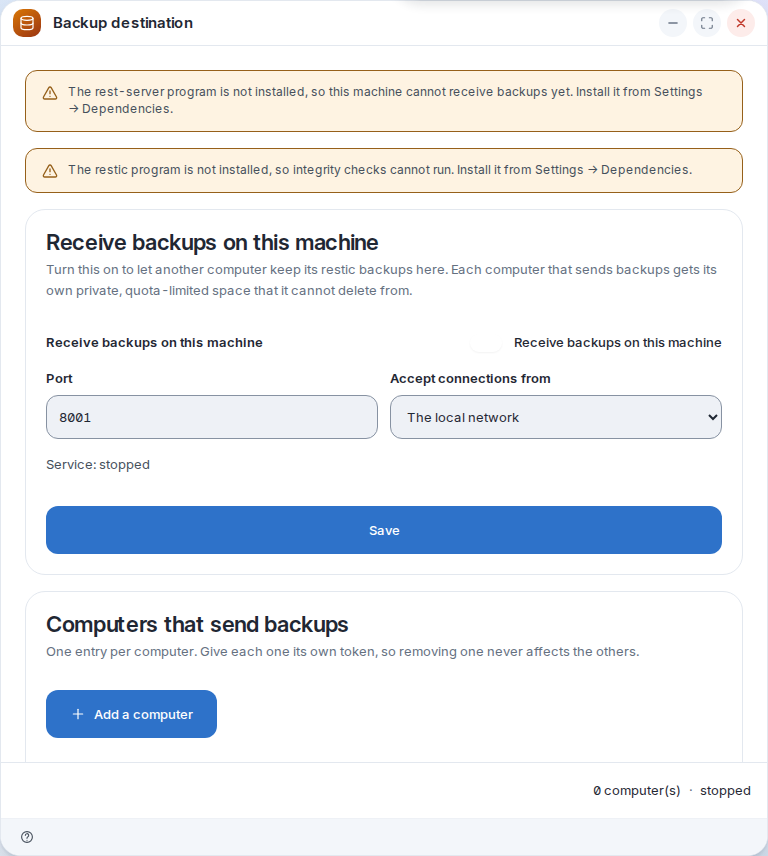 Backup destination
The rest-server program is not installed, so this machine cannot receive backups yet. Install it from Settings
→ Dependencies.
The restic program is not installed, so integrity checks cannot run. Install it from Settings → Dependencies.
Receive backups on this machine
Turn this on to let another computer keep its restic backups here. Each computer that sends backups gets its
own private, quota-limited space that it cannot delete from.
Receive backups on this machine
Receive backups on this machine
Port
Accept connections from
8001
The local network
Service: stopped
Save
Computers that send backups
One entry per computer. Give each one its own token, so removing one never affects the others.
+ Add a computer
0 computer(s) · stopped